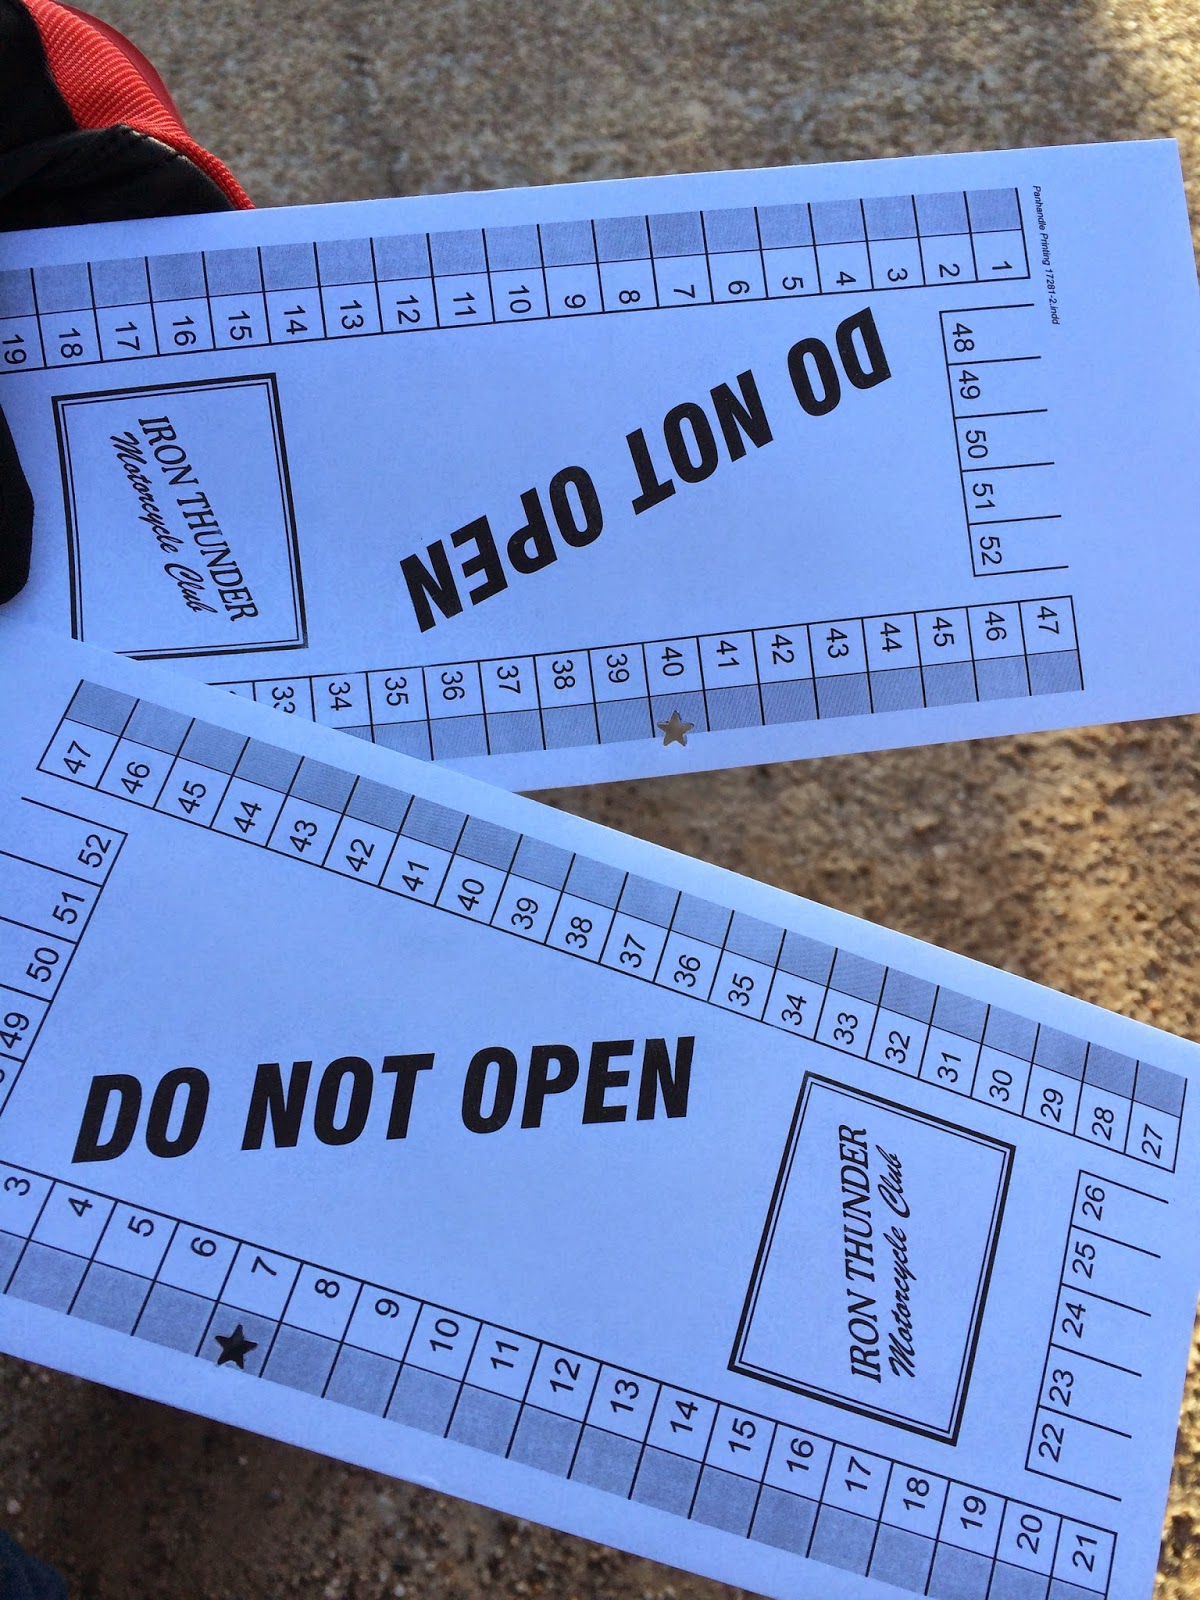 Panhandle Printing 17281-2.indd
19 18 17 16 15 14 13 12 11 10 9 8 7 6 5 4 3 2 1
48
49
50
51
52
DO NOT OPEN
IRON THUNDER
Motorcycle Club
33 34 35 36 37 38 39 40 41 42 43 44 45 46 47
47 46 45 44 43 42 41 40 39 38 37 36 35 34 33 32 31 30 29 28 27
52
51
50
49
DO NOT OPEN
IRON THUNDER
Motorcycle Club
26
25
24
23
22
3 4 5 6 7 8 9 10 11 12 13 14 15 16 17 18 19 20 21